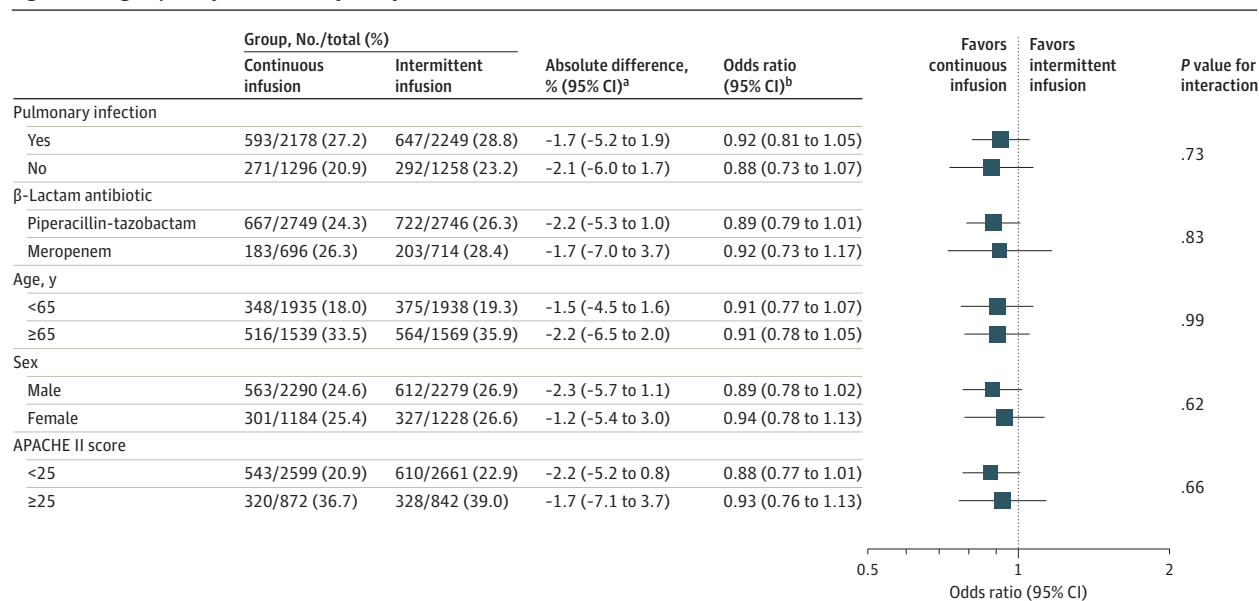 Group, No./total (%)
Continuous infusion Intermittent infusion Absolute difference, % (95% CI)a Odds ratio (95% CI)b Favors continuous infusion Favors intermittent infusion P value for interaction
Pulmonary infection
Yes 593/2178 (27.2) 647/2249 (28.8) -1.7 (-5.2 to 1.9) 0.92 (0.81 to 1.05)
.73
No 271/1296 (20.9) 292/1258 (23.2) -2.1 (-6.0 to 1.7) 0.88 (0.73 to 1.07)
β-Lactam antibiotic
Piperacillin-tazobactam 667/2749 (24.3) 722/2746 (26.3) -2.2 (-5.3 to 1.0) 0.89 (0.79 to 1.01)
.83
Meropenem 183/696 (26.3) 203/714 (28.4) -1.7 (-7.0 to 3.7) 0.92 (0.73 to 1.17)
Age, y
<65 348/1935 (18.0) 375/1938 (19.3) -1.5 (-4.5 to 1.6) 0.91 (0.77 to 1.07)
.99
≥65 516/1539 (33.5) 564/1569 (35.9) -2.2 (-6.5 to 2.0) 0.91 (0.78 to 1.05)
Sex
Male 563/2290 (24.6) 612/2279 (26.9) -2.3 (-5.7 to 1.1) 0.89 (0.78 to 1.02)
.62
Female 301/1184 (25.4) 327/1228 (26.6) -1.2 (-5.4 to 3.0) 0.94 (0.78 to 1.13)
APACHE II score
<25 543/2599 (20.9) 610/2661 (22.9) -2.2 (-5.2 to 0.8) 0.88 (0.77 to 1.01)
.66
≥25 320/872 (36.7) 328/842 (39.0) -1.7 (-7.1 to 3.7) 0.93 (0.76 to 1.13)
0.5 1 2
Odds ratio (95% CI)